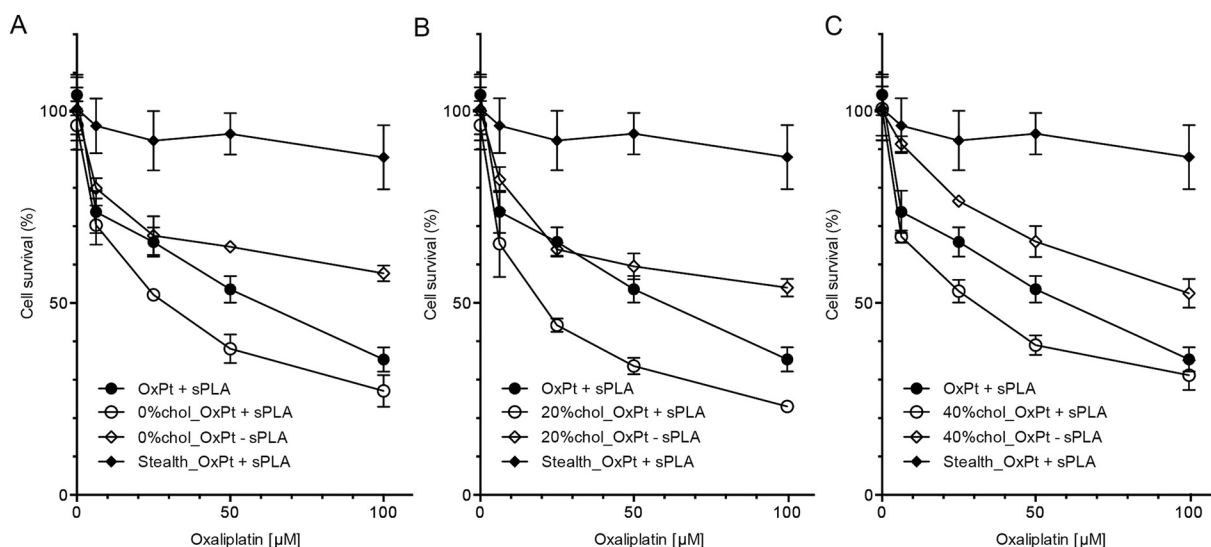 A
Cell survival (%)
100
50
0
OxPt + sPLA
0%chol_OxPt + sPLA
0%chol_OxPt - sPLA
Stealth_OxPt + sPLA
0
50
100
Oxaliplatin [µM]
B
Cell survival (%)
100
50
0
OxPt + sPLA
20%chol_OxPt + sPLA
20%chol_OxPt - sPLA
Stealth_OxPt + sPLA
0
50
100
Oxaliplatin [µM]
C
Cell survival (%)
100
50
0
OxPt + sPLA
40%chol_OxPt + sPLA
40%chol_OxPt - sPLA
Stealth_OxPt + sPLA
0
50
100
Oxaliplatin [µM]